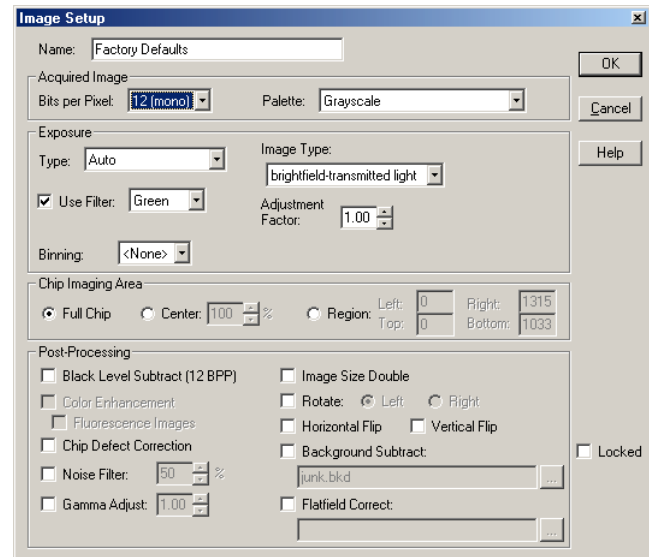 Image Setup
Name: Factory Defaults
OK
Acquired Image
Bits per Pixel: 12 (mono) Palette: Grayscale
Cancel
Exposure
Type: Auto
Image Type:
brightfield-transmitted light
Help
Use Filter: Green
Adjustment
Factor: 1.00
Binning: <None>
Chip Imaging Area
Full Chip Center: 100 % Region: Left: 0 Right: 1315
Top: 0 Bottom: 1033
Post-Processing
Black Level Subtract (12 BPP) Image Size Double
Color Enhancement Rotate: Left Right
Fluorescence Images Horizontal Flip Vertical Flip
Chip Defect Correction Background Subtract: Locked
Noise Filter: 50 % junk.bkd ...
Gamma Adjust: 1.00 Flatfield Correct:
...